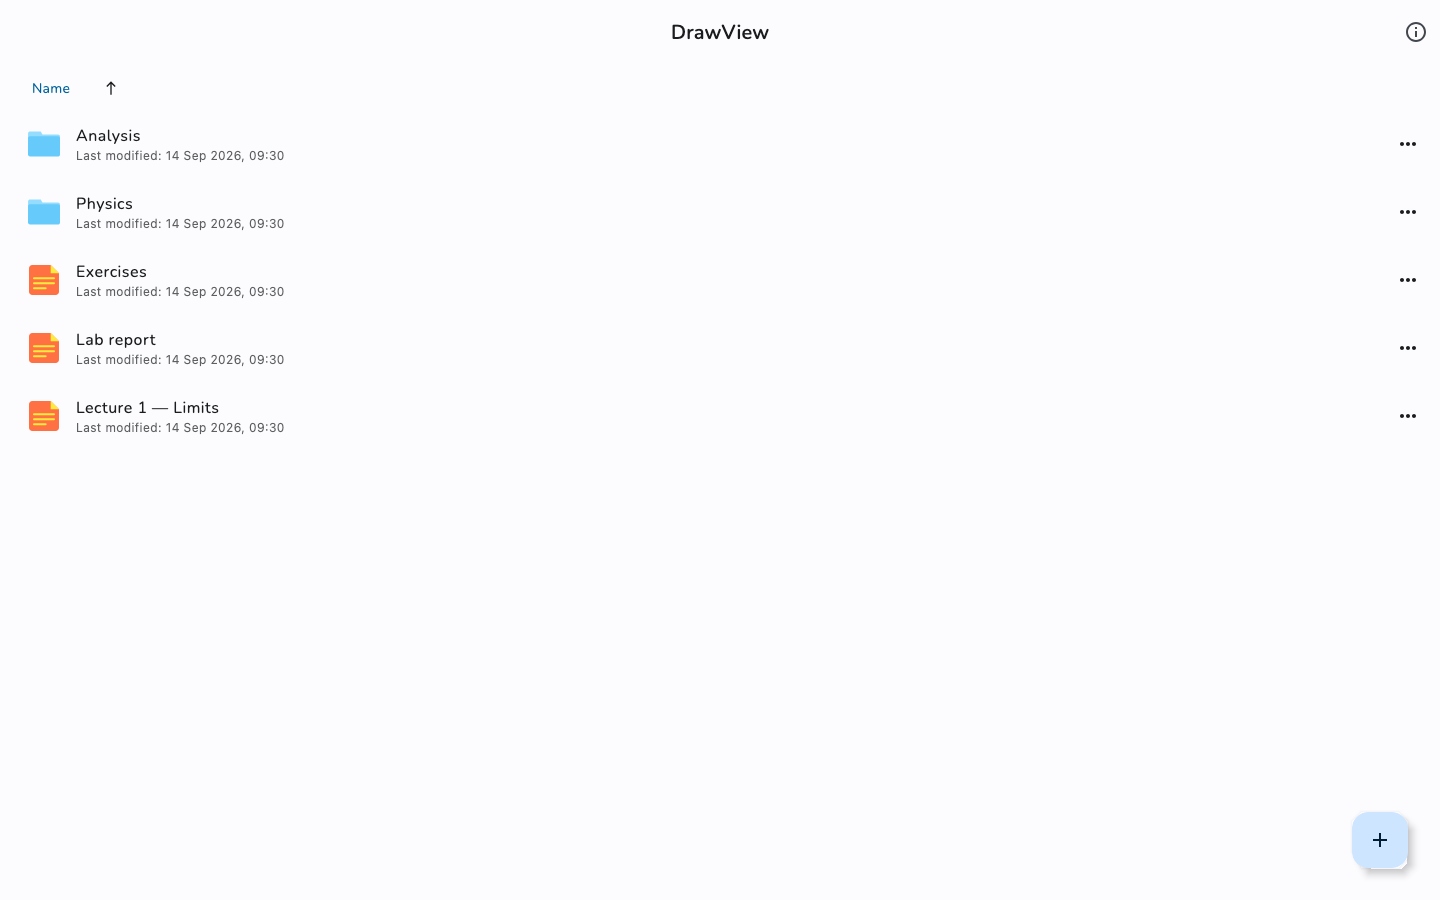 DrawView
Name
Analysis
Last modified: 14 Sep 2026, 09:30
Physics
Last modified: 14 Sep 2026, 09:30
Exercises
Last modified: 14 Sep 2026, 09:30
Lab report
Last modified: 14 Sep 2026, 09:30
Lecture 1 — Limits
Last modified: 14 Sep 2026, 09:30